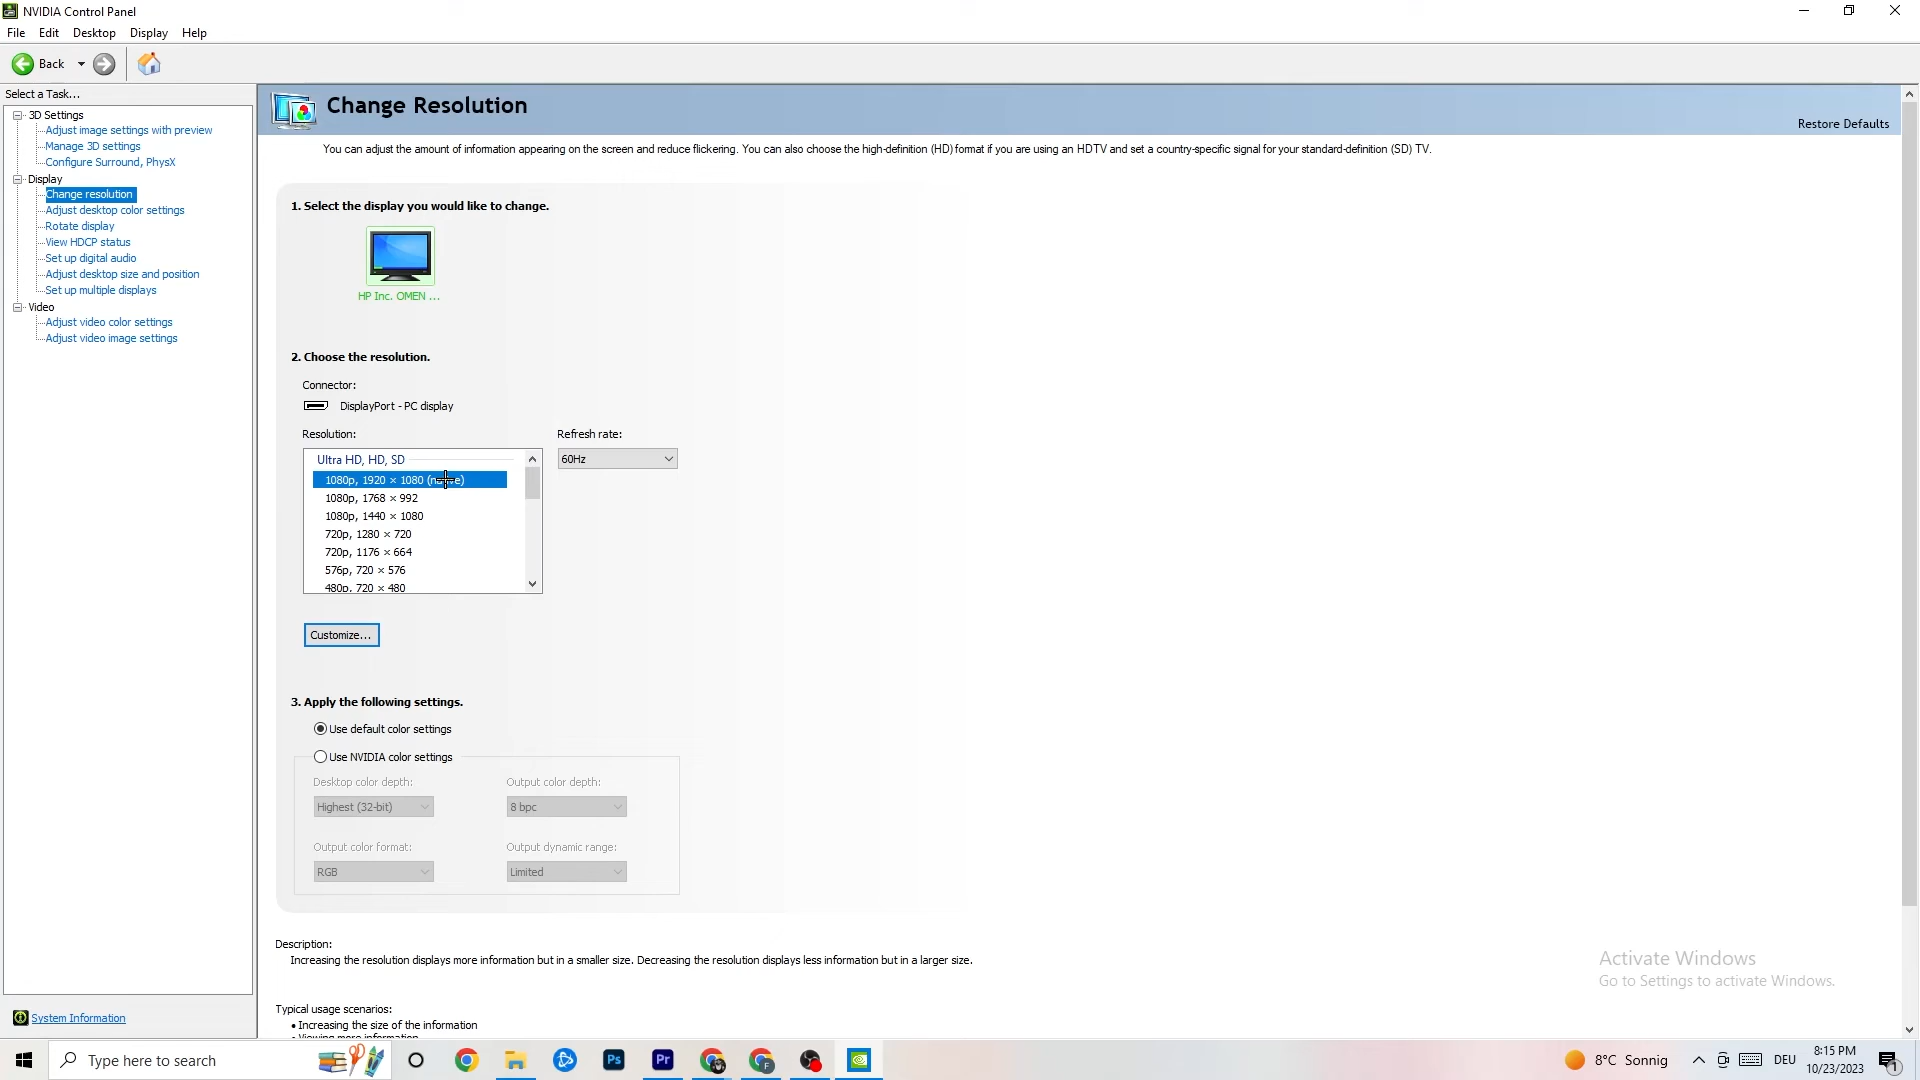 NVIDIA Control Panel
File Edit Desktop Display Help
Back
Select a Task...
3D Settings
Adjust image settings with preview
Manage 3D settings
Configure Surround, PhysX
Display
Change resolution
Adjust desktop color settings
Rotate display
View HDCP status
Set up digital audio
Adjust desktop size and position
Set up multiple displays
Video
Adjust video color settings
Adjust video image settings
System Information
Change Resolution
Restore Defaults
You can adjust the amount of information appearing on the screen and reduce flickering. You can also choose the high-definition (HD) format if you are using an HDTV and set a country-specific signal for your standard-definition (SD) TV.
1. Select the display you would like to change.
HP Inc. OMEN ...
2. Choose the resolution.
Connector:
DisplayPort - PC display
Resolution:
Refresh rate:
Ultra HD, HD, SD
60Hz
1080p, 1920 × 1080
1080p, 1768 × 992
1080p, 1440 × 1080
720p, 1280 × 720
720p, 1176 × 664
576p, 720 × 576
480p, 720 × 480
Customize...
3. Apply the following settings.
Use default color settings
Use NVIDIA color settings
Desktop color depth:
Output color depth:
Highest (32-bit)
8 bpc
Output color format:
Output dynamic range:
RGB
Limited
Description:
Increasing the resolution displays more information but in a smaller size. Decreasing the resolution displays less information but in a larger size.
Typical usage scenarios:
• Increasing the size of the information
Activate Windows
Go to Settings to activate Windows.
Type here to search
Ps
Pr
F
8°C Sonnig
DEU
8:15 PM
10/23/2023
1